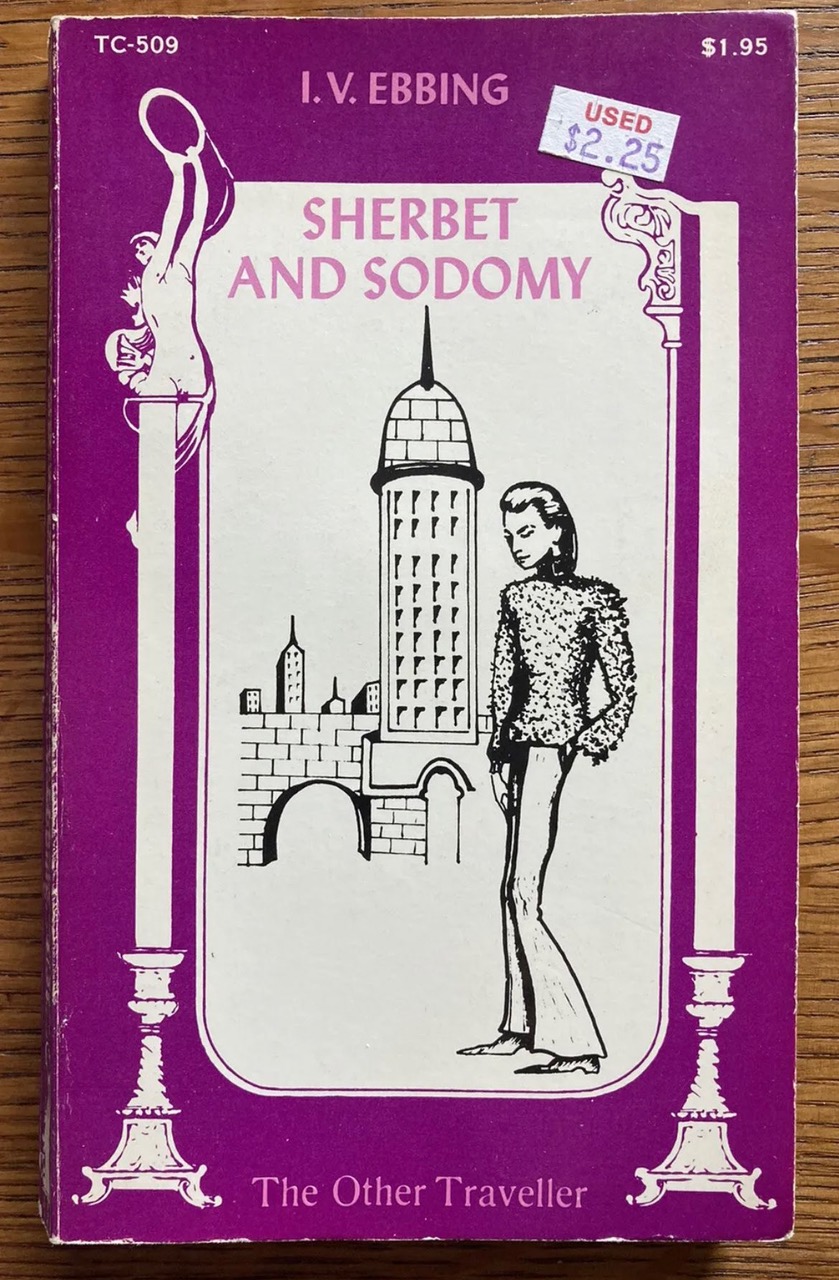 TC-509
$1.95
I. V. EBBING
USED
$2.25
SHERBET
AND SODOMY
The Other Traveller